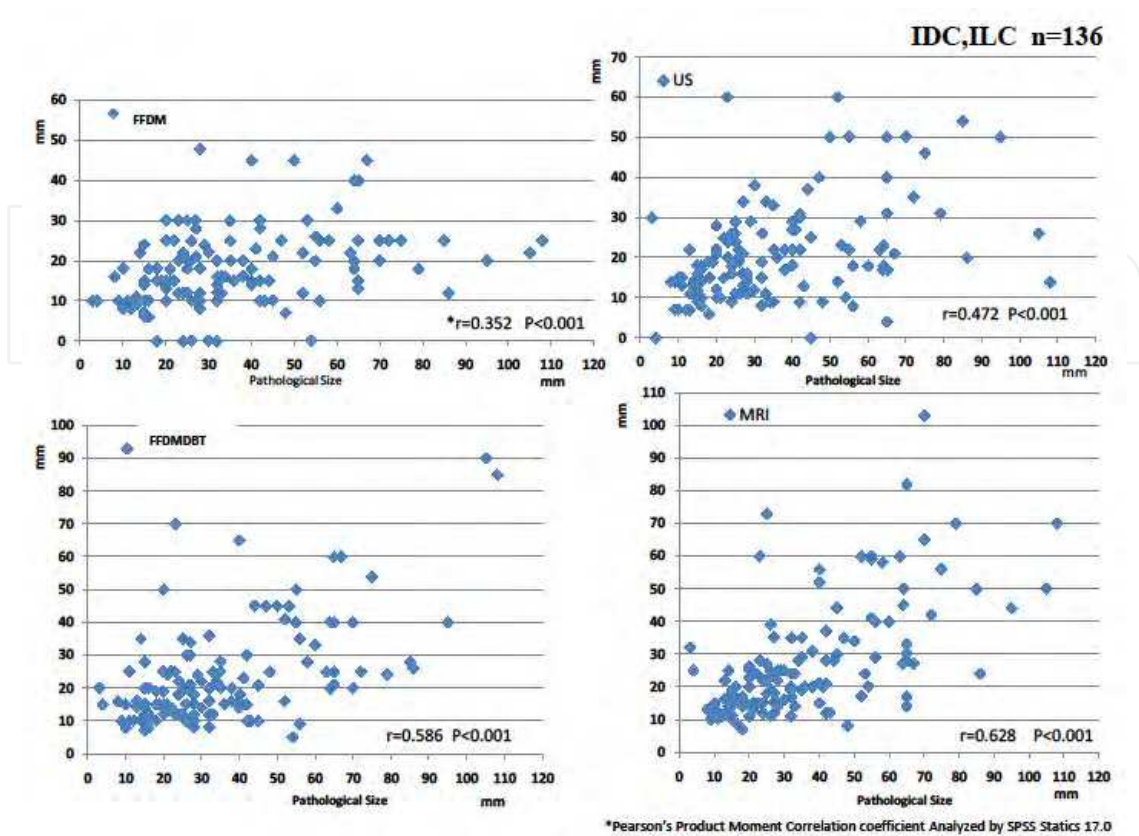 IDC,ILC n=136
mm
60
50
40
30
20
10
0
FFDM
*r=0.352 P<0.001
0 10 20 30 40 50 60 70 80 90 100 110 120
Pathological Size
mm
mm
70
60
50
40
30
20
10
0
US
r=0.472 P<0.001
0 10 20 30 40 50 60 70 80 90 100 110 120
Pathological Size
mm
mm
100
90
80
70
60
50
40
30
20
10
0
FFDMDBT
r=0.586 P<0.001
0 10 20 30 40 50 60 70 80 90 100 110 120
Pathological Size
mm
mm
110
100
90
80
70
60
50
40
30
20
10
0
MRI
r=0.628 P<0.001
0 10 20 30 40 50 60 70 80 90 100 110 120
Pathological Size
mm
*Pearson's Product Moment Correlation coefficient Analyzed by SPSS Statics 17.0